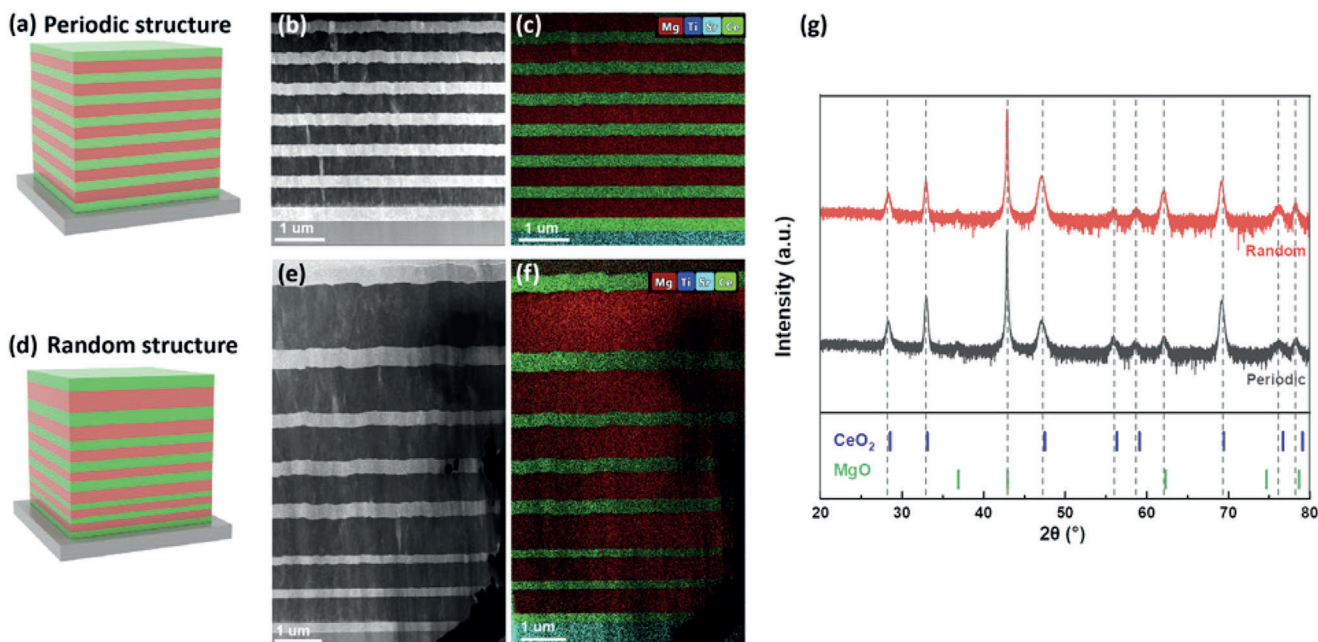 (a) Periodic structure
(b)
1 um
(c)
Mg Ti Sr Ce
1 um
(d) Random structure
(e)
1 um
(f)
Mg Ti Sr Ce
1 um
(g)
Intensity (a.u.)
Random
Periodic
CeO₂
MgO
20 30 40 50 60 70 80
2θ (°)